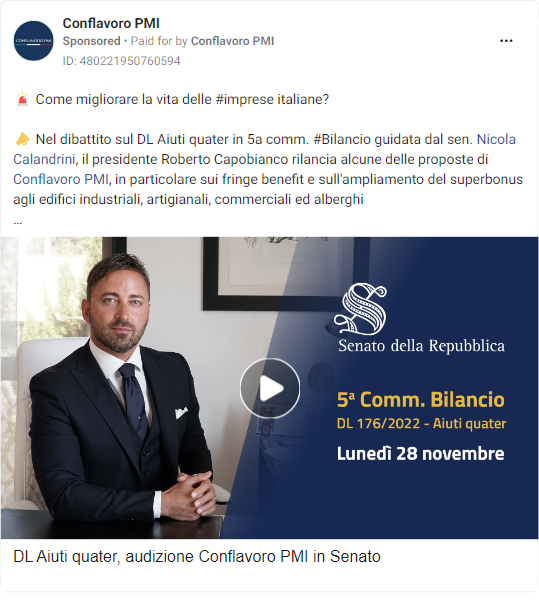 Conflavoro PMI
Sponsored • Paid for by Conflavoro PMI
ID: 480221950760594
🚨 Come migliorare la vita delle #imprese italiane?
📣 Nel dibattito sul DL Aiuti quater in 5a comm. #Bilancio guidata dal sen. Nicola
Calandrini, il presidente Roberto Capobianco rilancia alcune delle proposte di
Conflavoro PMI, in particolare sui fringe benefit e sull'ampliamento del superbonus
agli edifici industriali, artigianali, commerciali ed alberghi
...
CONFLAVORO PMI
Senato della Repubblica
5ª Comm. Bilancio
DL 176/2022 - Aiuti quater
Lunedì 28 novembre
DL Aiuti quater, audizione Conflavoro PMI in Senato